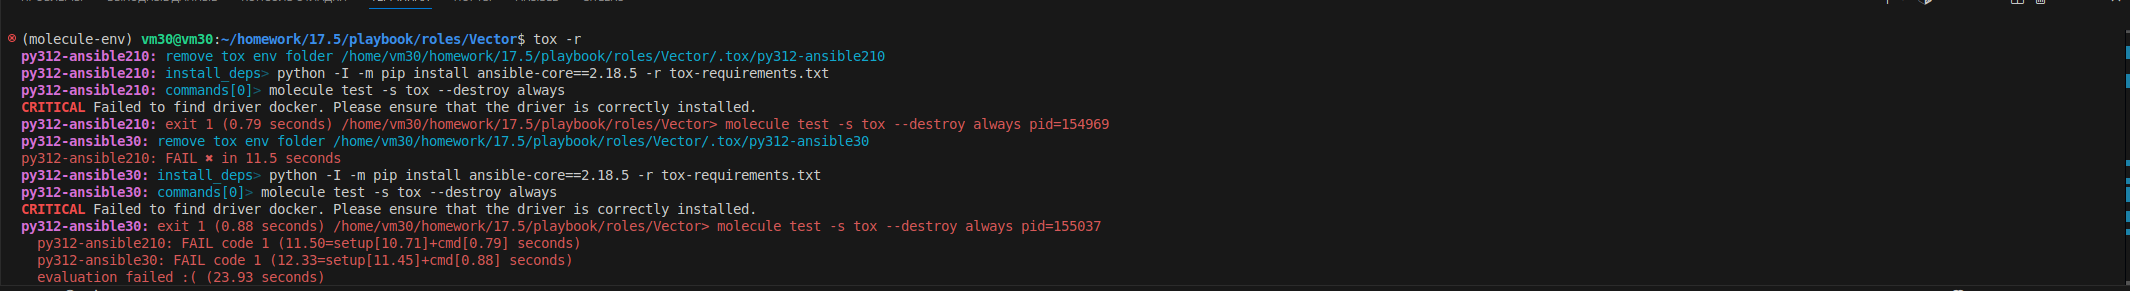 (molecule-env) vm30@vm30:~/homework/17.5/playbook/roles/Vector$ tox -r
py312-ansible210: remove tox env folder /home/vm30/homework/17.5/playbook/roles/Vector/.tox/py312-ansible210
py312-ansible210: install_deps> python -I -m pip install ansible-core==2.18.5 -r tox-requirements.txt
py312-ansible210: commands[0]> molecule test -s tox --destroy always
CRITICAL Failed to find driver docker. Please ensure that the driver is correctly installed.
py312-ansible210: exit 1 (0.79 seconds) /home/vm30/homework/17.5/playbook/roles/Vector> molecule test -s tox --destroy always pid=154969
py312-ansible30: remove tox env folder /home/vm30/homework/17.5/playbook/roles/Vector/.tox/py312-ansible30
py312-ansible210: FAIL ✖ in 11.5 seconds
py312-ansible30: install_deps> python -I -m pip install ansible-core==2.18.5 -r tox-requirements.txt
py312-ansible30: commands[0]> molecule test -s tox --destroy always
CRITICAL Failed to find driver docker. Please ensure that the driver is correctly installed.
py312-ansible30: exit 1 (0.88 seconds) /home/vm30/homework/17.5/playbook/roles/Vector> molecule test -s tox --destroy always pid=155037
py312-ansible210: FAIL code 1 (11.50=setup[10.71]+cmd[0.79] seconds)
py312-ansible30: FAIL code 1 (12.33=setup[11.45]+cmd[0.88] seconds)
evaluation failed :( (23.93 seconds)